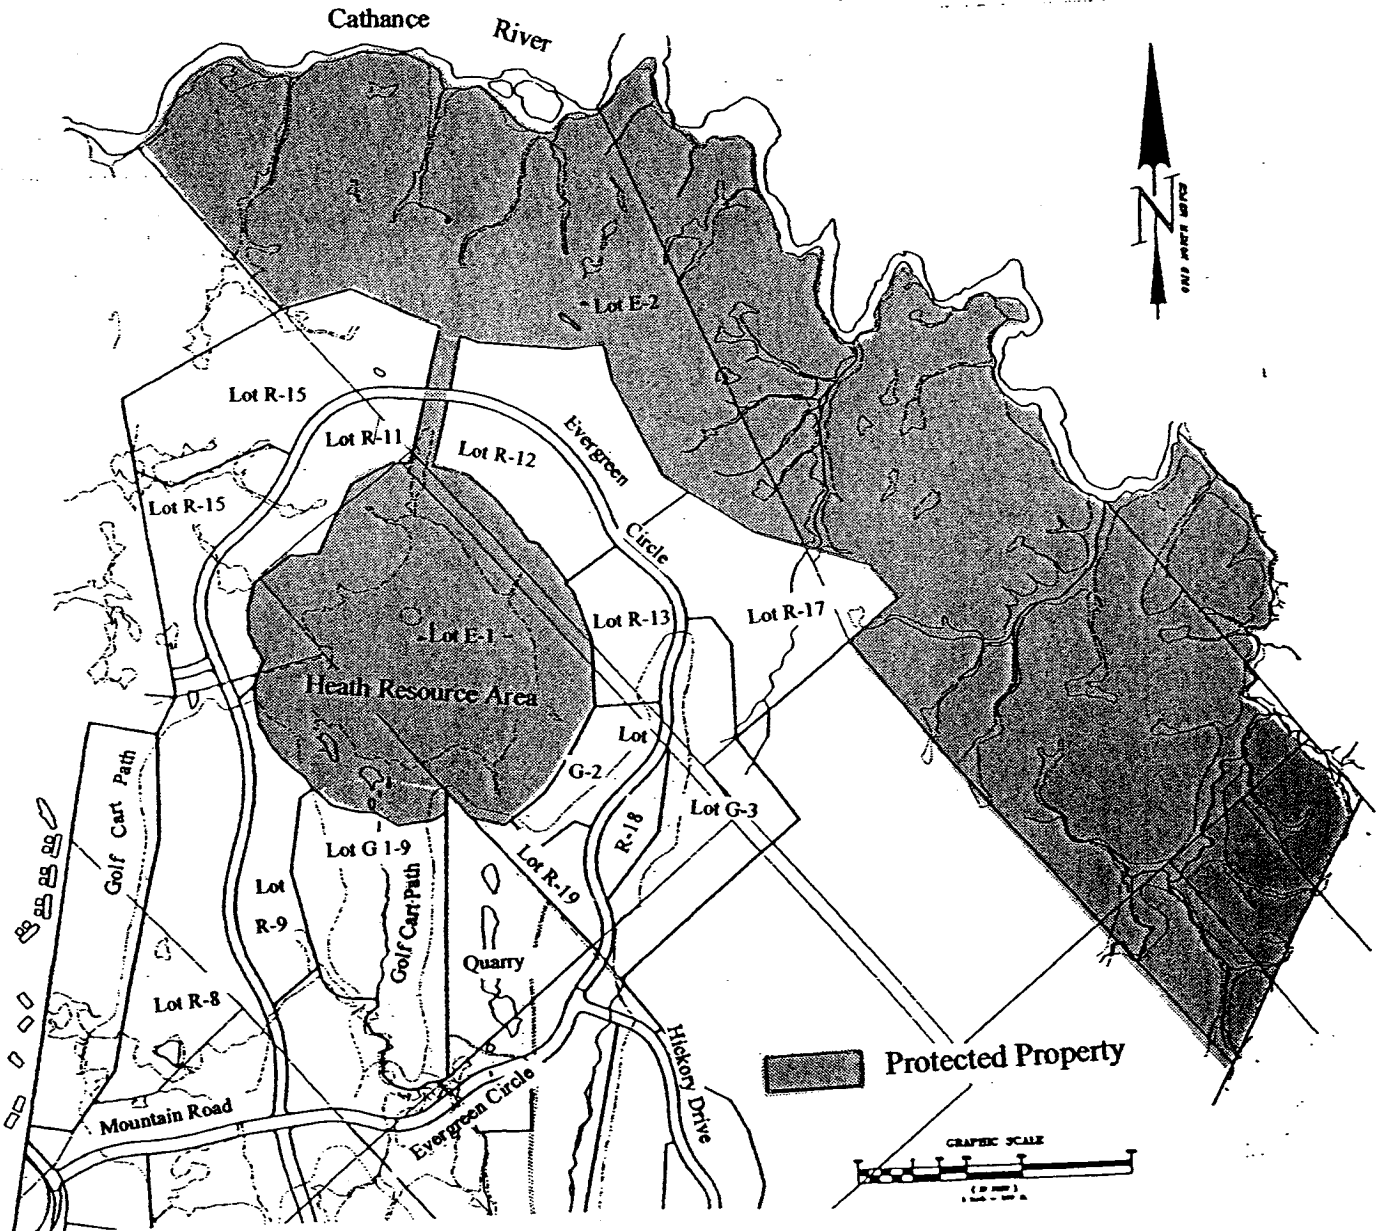 Cathance River
N
GRID NORTH
Lot E-2
Lot R-15
Lot R-11
Lot R-12
Evergreen
Circle
Lot R-15
Lot R-13
Lot R-17
Lot E-1
Heath Resource Area
Lot
G-2
Golf Cart Path
Lot G-3
R-18
Lot G 1-9
Lot R-19
Lot
R-9
Golf Cart Path
Quarry
Lot R-8
Hickory Drive
Protected Property
Mountain Road
Evergreen Circle
GRAPHIC SCALE